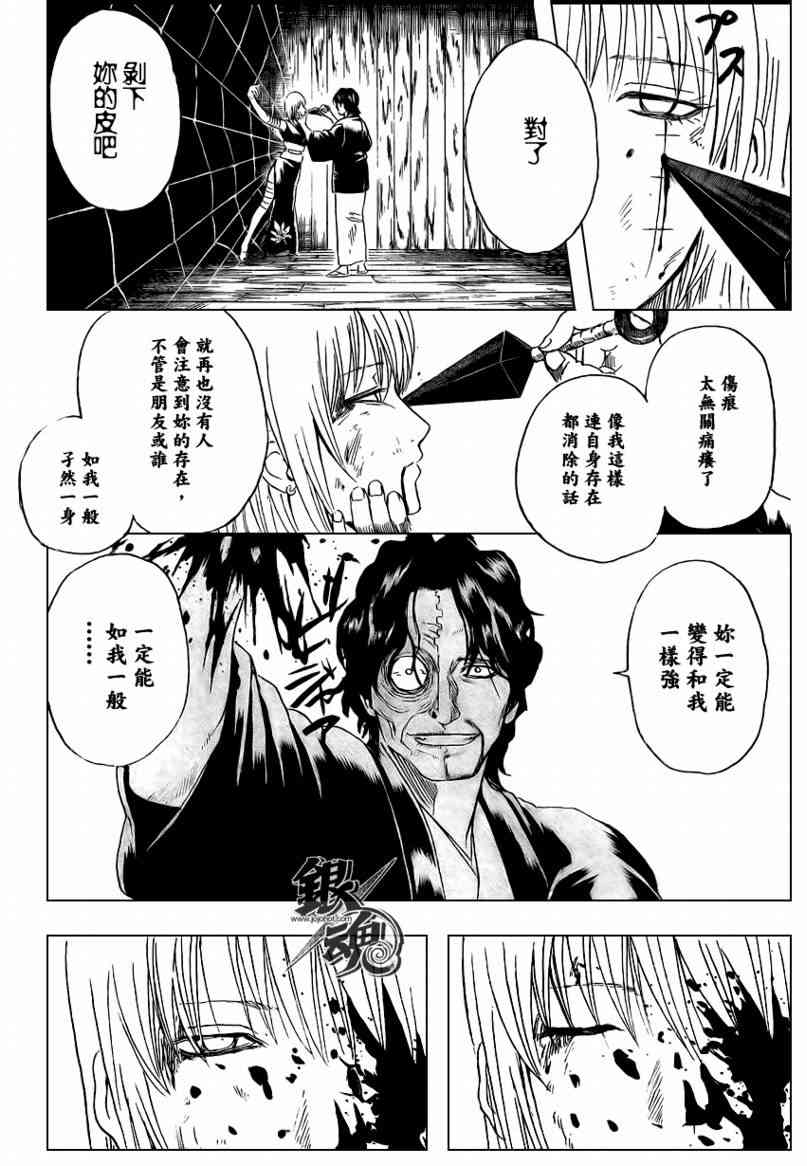 プス
對了
剝下
妳的皮吧
傷痕
太無關痛癢了
像我這樣
連自身存在
都消除的話
就再也沒有人
會注意到妳的存在，
不管是朋友或誰
如我一般
孑然一身
妳一定能
變得和我
一樣強
一定能
如我一般
……
銀魂
www.jojohot.com